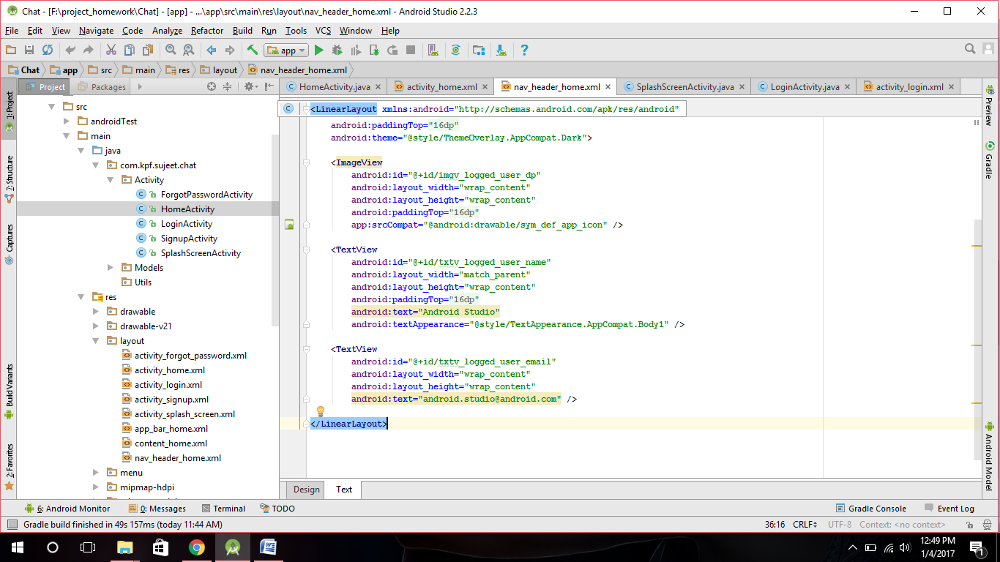 Chat - [F:\project_homework\Chat] - [app] - ...\app\src\main\res\layout\nav_header_home.xml - Android Studio 2.2.3
File Edit View Navigate Code Analyze Refactor Build Run Tools VCS Window Help
app
Chat app src main res layout nav_header_home.xml
Project Packages
HomeActivity.java activity_home.xml nav_header_home.xml SplashScreenActivity.java LoginActivity.java activity_login.xml
1: Project
7: Structure
Captures
Build Variants
2: Favorites
src
androidTest
main
java
com.kpf.sujeet.chat
Activity
ForgotPasswordActivity
HomeActivity
LoginActivity
SignupActivity
SplashScreenActivity
Models
Utils
res
drawable
drawable-v21
layout
activity_forgot_password.xml
activity_home.xml
activity_login.xml
activity_signup.xml
activity_splash_screen.xml
app_bar_home.xml
content_home.xml
nav_header_home.xml
menu
mipmap-hdpi
<LinearLayout xmlns:android="http://schemas.android.com/apk/res/android"
android:paddingTop="16dp"
android:theme="@style/ThemeOverlay.AppCompat.Dark">
<ImageView
android:id="@+id/imgv_logged_user_dp"
android:layout_width="wrap_content"
android:layout_height="wrap_content"
android:paddingTop="16dp"
app:srcCompat="@android:drawable/sym_def_app_icon" />
<TextView
android:id="@+id/txtv_logged_user_name"
android:layout_width="match_parent"
android:layout_height="wrap_content"
android:paddingTop="16dp"
android:text="Android Studio"
android:textAppearance="@style/TextAppearance.AppCompat.Body1" />
<TextView
android:id="@+id/txtv_logged_user_email"
android:layout_width="wrap_content"
android:layout_height="wrap_content"
android:text="android.studio@android.com" />
</LinearLayout>
Preview
Gradle
Android Model
Design Text
6: Android Monitor 0: Messages Terminal TODO Gradle Console Event Log
Gradle build finished in 49s 157ms (today 11:44 AM) 36:16 CRLF UTF-8 Context: <no context>
12:49 PM
1/4/2017
1